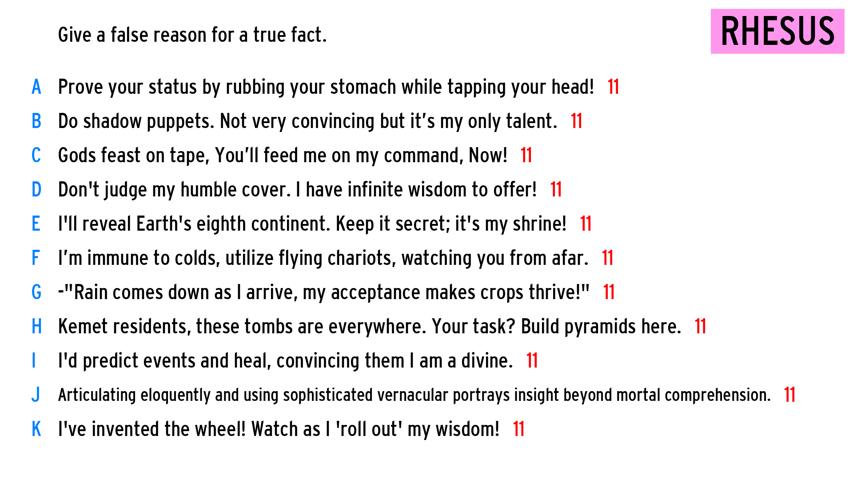 Give a false reason for a true fact.
RHESUS
A Prove your status by rubbing your stomach while tapping your head! 11
B Do shadow puppets. Not very convincing but it’s my only talent. 11
C Gods feast on tape, You’ll feed me on my command, Now! 11
D Don't judge my humble cover. I have infinite wisdom to offer! 11
E I'll reveal Earth's eighth continent. Keep it secret; it's my shrine! 11
F I’m immune to colds, utilize flying chariots, watching you from afar. 11
G -"Rain comes down as I arrive, my acceptance makes crops thrive!" 11
H Kemet residents, these tombs are everywhere. Your task? Build pyramids here. 11
I I'd predict events and heal, convincing them I am a divine. 11
J Articulating eloquently and using sophisticated vernacular portrays insight beyond mortal comprehension. 11
K I've invented the wheel! Watch as I 'roll out' my wisdom! 11